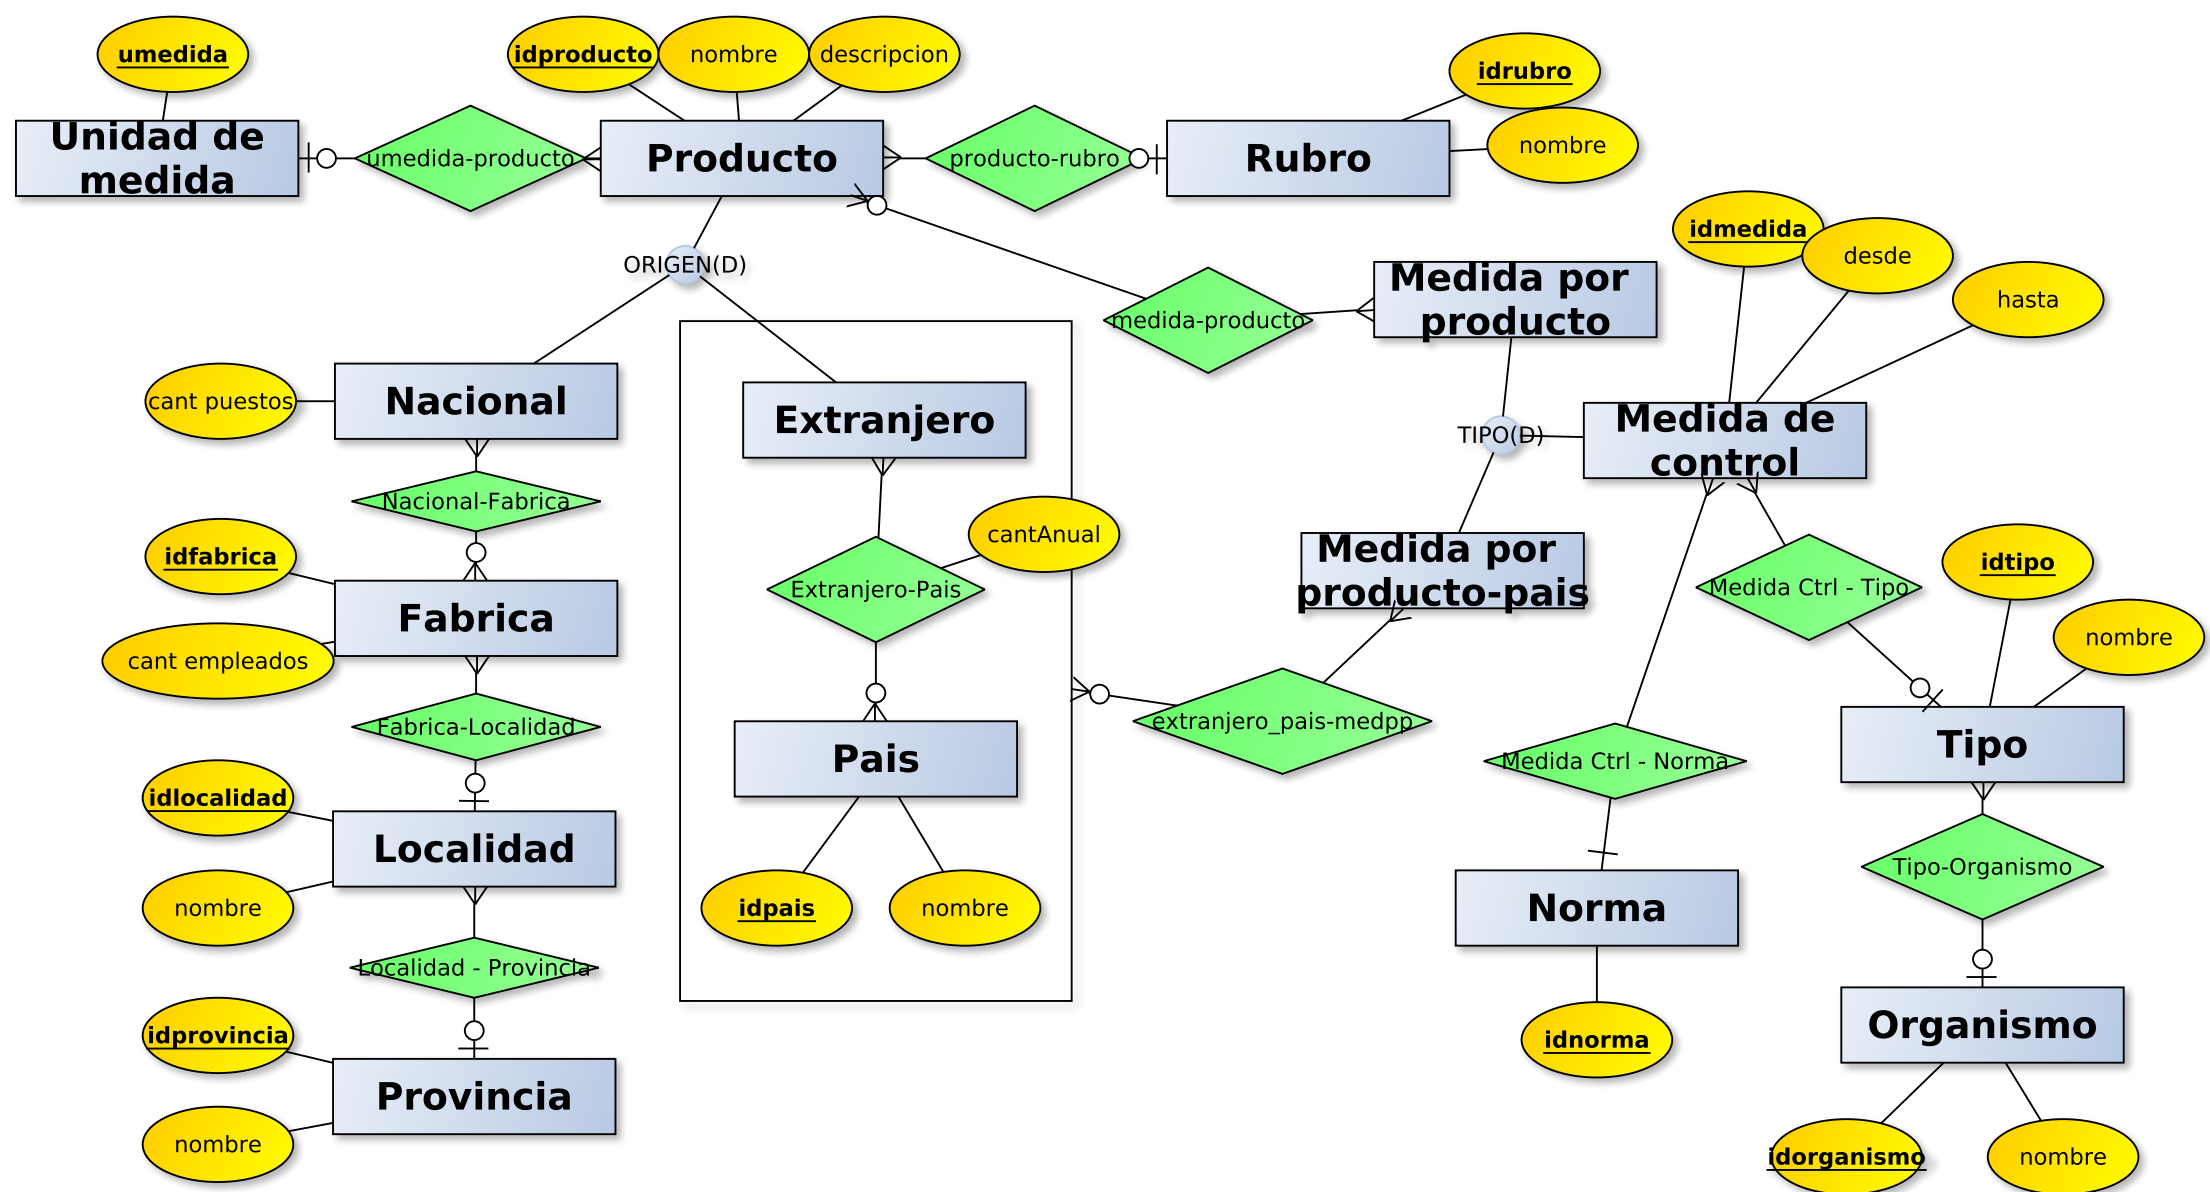 umedida
idproducto
nombre
descripcion
idrubro
nombre
Unidad de
medida
umedida-producto
Producto
producto-rubro
Rubro
idmedida
desde
hasta
ORIGEN(D)
Medida por
producto
medida-producto
cant puestos
Nacional
Extranjero
TIPO(D)
Medida de
control
Nacional-Fabrica
cantAnual
idfabrica
Extranjero-Pais
Medida por
producto-pais
Medida Ctrl - Tipo
idtipo
nombre
Fabrica
cant empleados
Fabrica-Localidad
extranjero_pais-medpp
Medida Ctrl - Norma
Tipo
Pais
idlocalidad
Localidad
nombre
idpais
nombre
Norma
Tipo-Organismo
Localidad - Provincia
idprovincia
Provincia
nombre
idnorma
Organismo
idorganismo
nombre